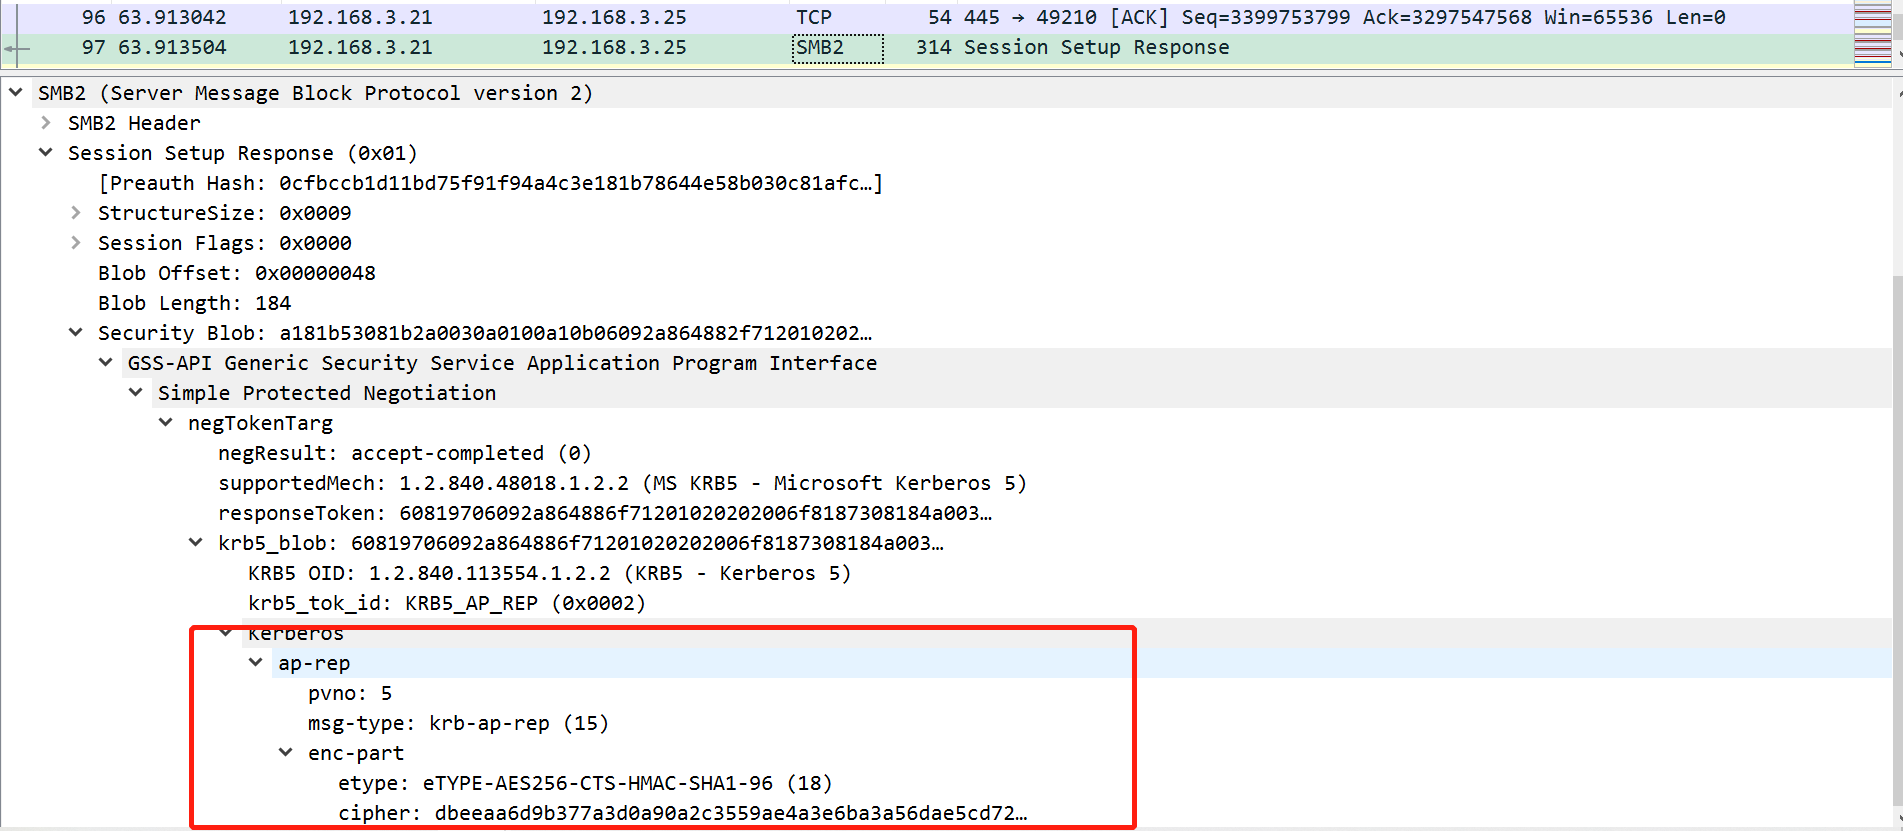 96 63.913042 192.168.3.21 192.168.3.25 TCP 54 445 → 49210 [ACK] Seq=3399753799 Ack=3297547568 Win=65536 Len=0
97 63.913504 192.168.3.21 192.168.3.25 SMB2 314 Session Setup Response
SMB2 (Server Message Block Protocol version 2)
SMB2 Header
Session Setup Response (0x01)
[Preauth Hash: 0cfbccb1d11bd75f91f94a4c3e181b78644e58b030c81afc…]
StructureSize: 0x0009
Session Flags: 0x0000
Blob Offset: 0x00000048
Blob Length: 184
Security Blob: a181b53081b2a0030a0100a10b06092a864882f712010202…
GSS-API Generic Security Service Application Program Interface
Simple Protected Negotiation
negTokenTarg
negResult: accept-completed (0)
supportedMech: 1.2.840.48018.1.2.2 (MS KRB5 - Microsoft Kerberos 5)
responseToken: 60819706092a864886f71201020202006f8187308184a003…
krb5_blob: 60819706092a864886f71201020202006f8187308184a003…
KRB5 OID: 1.2.840.113554.1.2.2 (KRB5 - Kerberos 5)
krb5_tok_id: KRB5_AP_REP (0x0002)
Kerberos
ap-rep
pvno: 5
msg-type: krb-ap-rep (15)
enc-part
etype: eTYPE-AES256-CTS-HMAC-SHA1-96 (18)
cipher: dbeeaa6d9b377a3d0a90a2c3559ae4a3e6ba3a56dae5cd72…